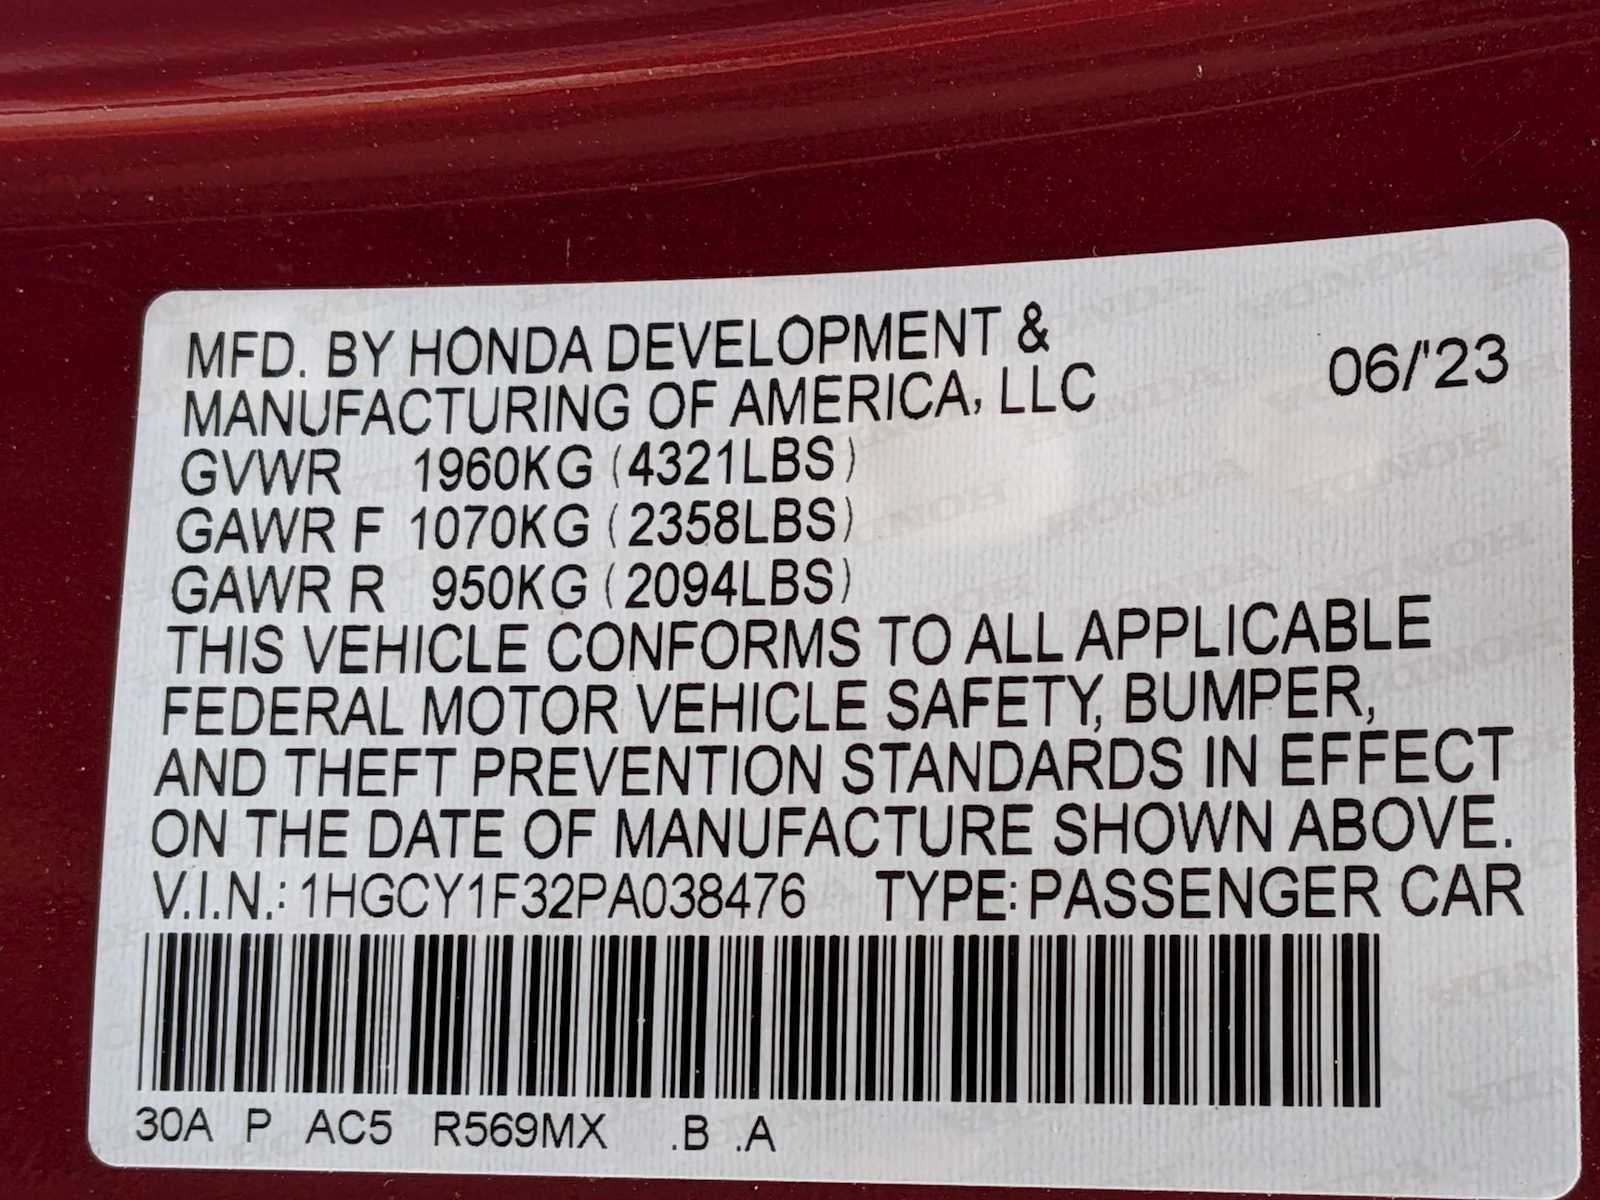 MFD. BY HONDA DEVELOPMENT &
MANUFACTURING OF AMERICA, LLC
06/'23
GVWR 1960KG (4321LBS)
GAWR F 1070KG (2358LBS)
GAWR R 950KG (2094LBS)
THIS VEHICLE CONFORMS TO ALL APPLICABLE
FEDERAL MOTOR VEHICLE SAFETY, BUMPER,
AND THEFT PREVENTION STANDARDS IN EFFECT
ON THE DATE OF MANUFACTURE SHOWN ABOVE.
V.I.N.: 1HGCY1F32PA038476 TYPE: PASSENGER CAR
30A P AC5 R569MX .B .A